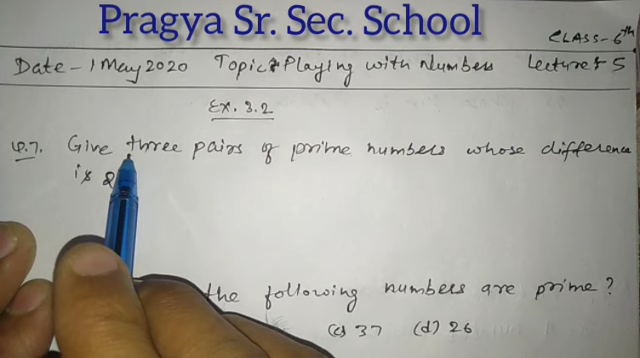 Pragya Sr. Sec. School
CLASS-6th
Date - 1 May 2020 Topic: Playing with Numbers Lecture 5
Ex. 3.2
Q.7. Give three pairs of prime numbers whose difference
is 2
the following numbers are prime?
(c) 37 (d) 26